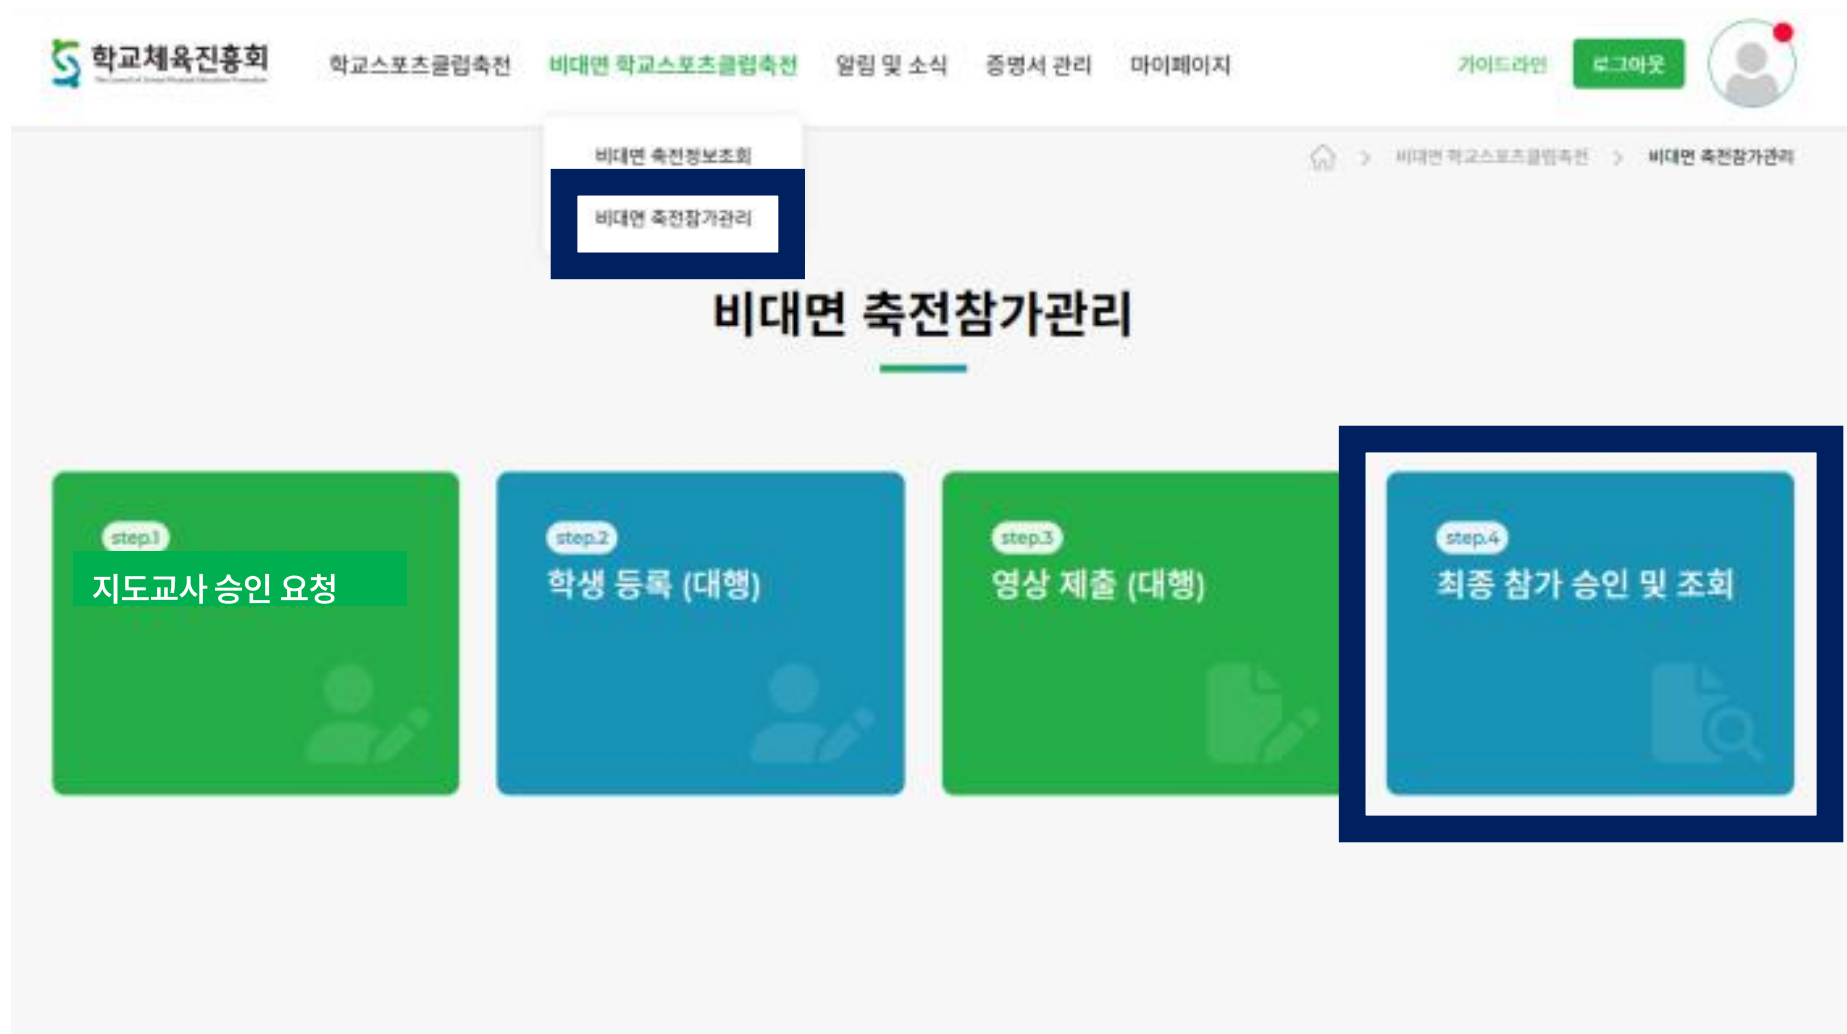 학교체육진흥회
학교스포츠클럽축전 비대면 학교스포츠클럽축전 알림 및 소식 증명서 관리 마이페이지 가이드라인 로그아웃
비대면 축전정보조회
비대면 학교스포츠클럽축전 > 비대면 축전참가관리
비대면 축전참가관리
비대면 축전참가관리
step.1
지도교사 승인 요청
step.2
학생 등록 (대행)
step.3
영상 제출 (대행)
step.4
최종 참가 승인 및 조회